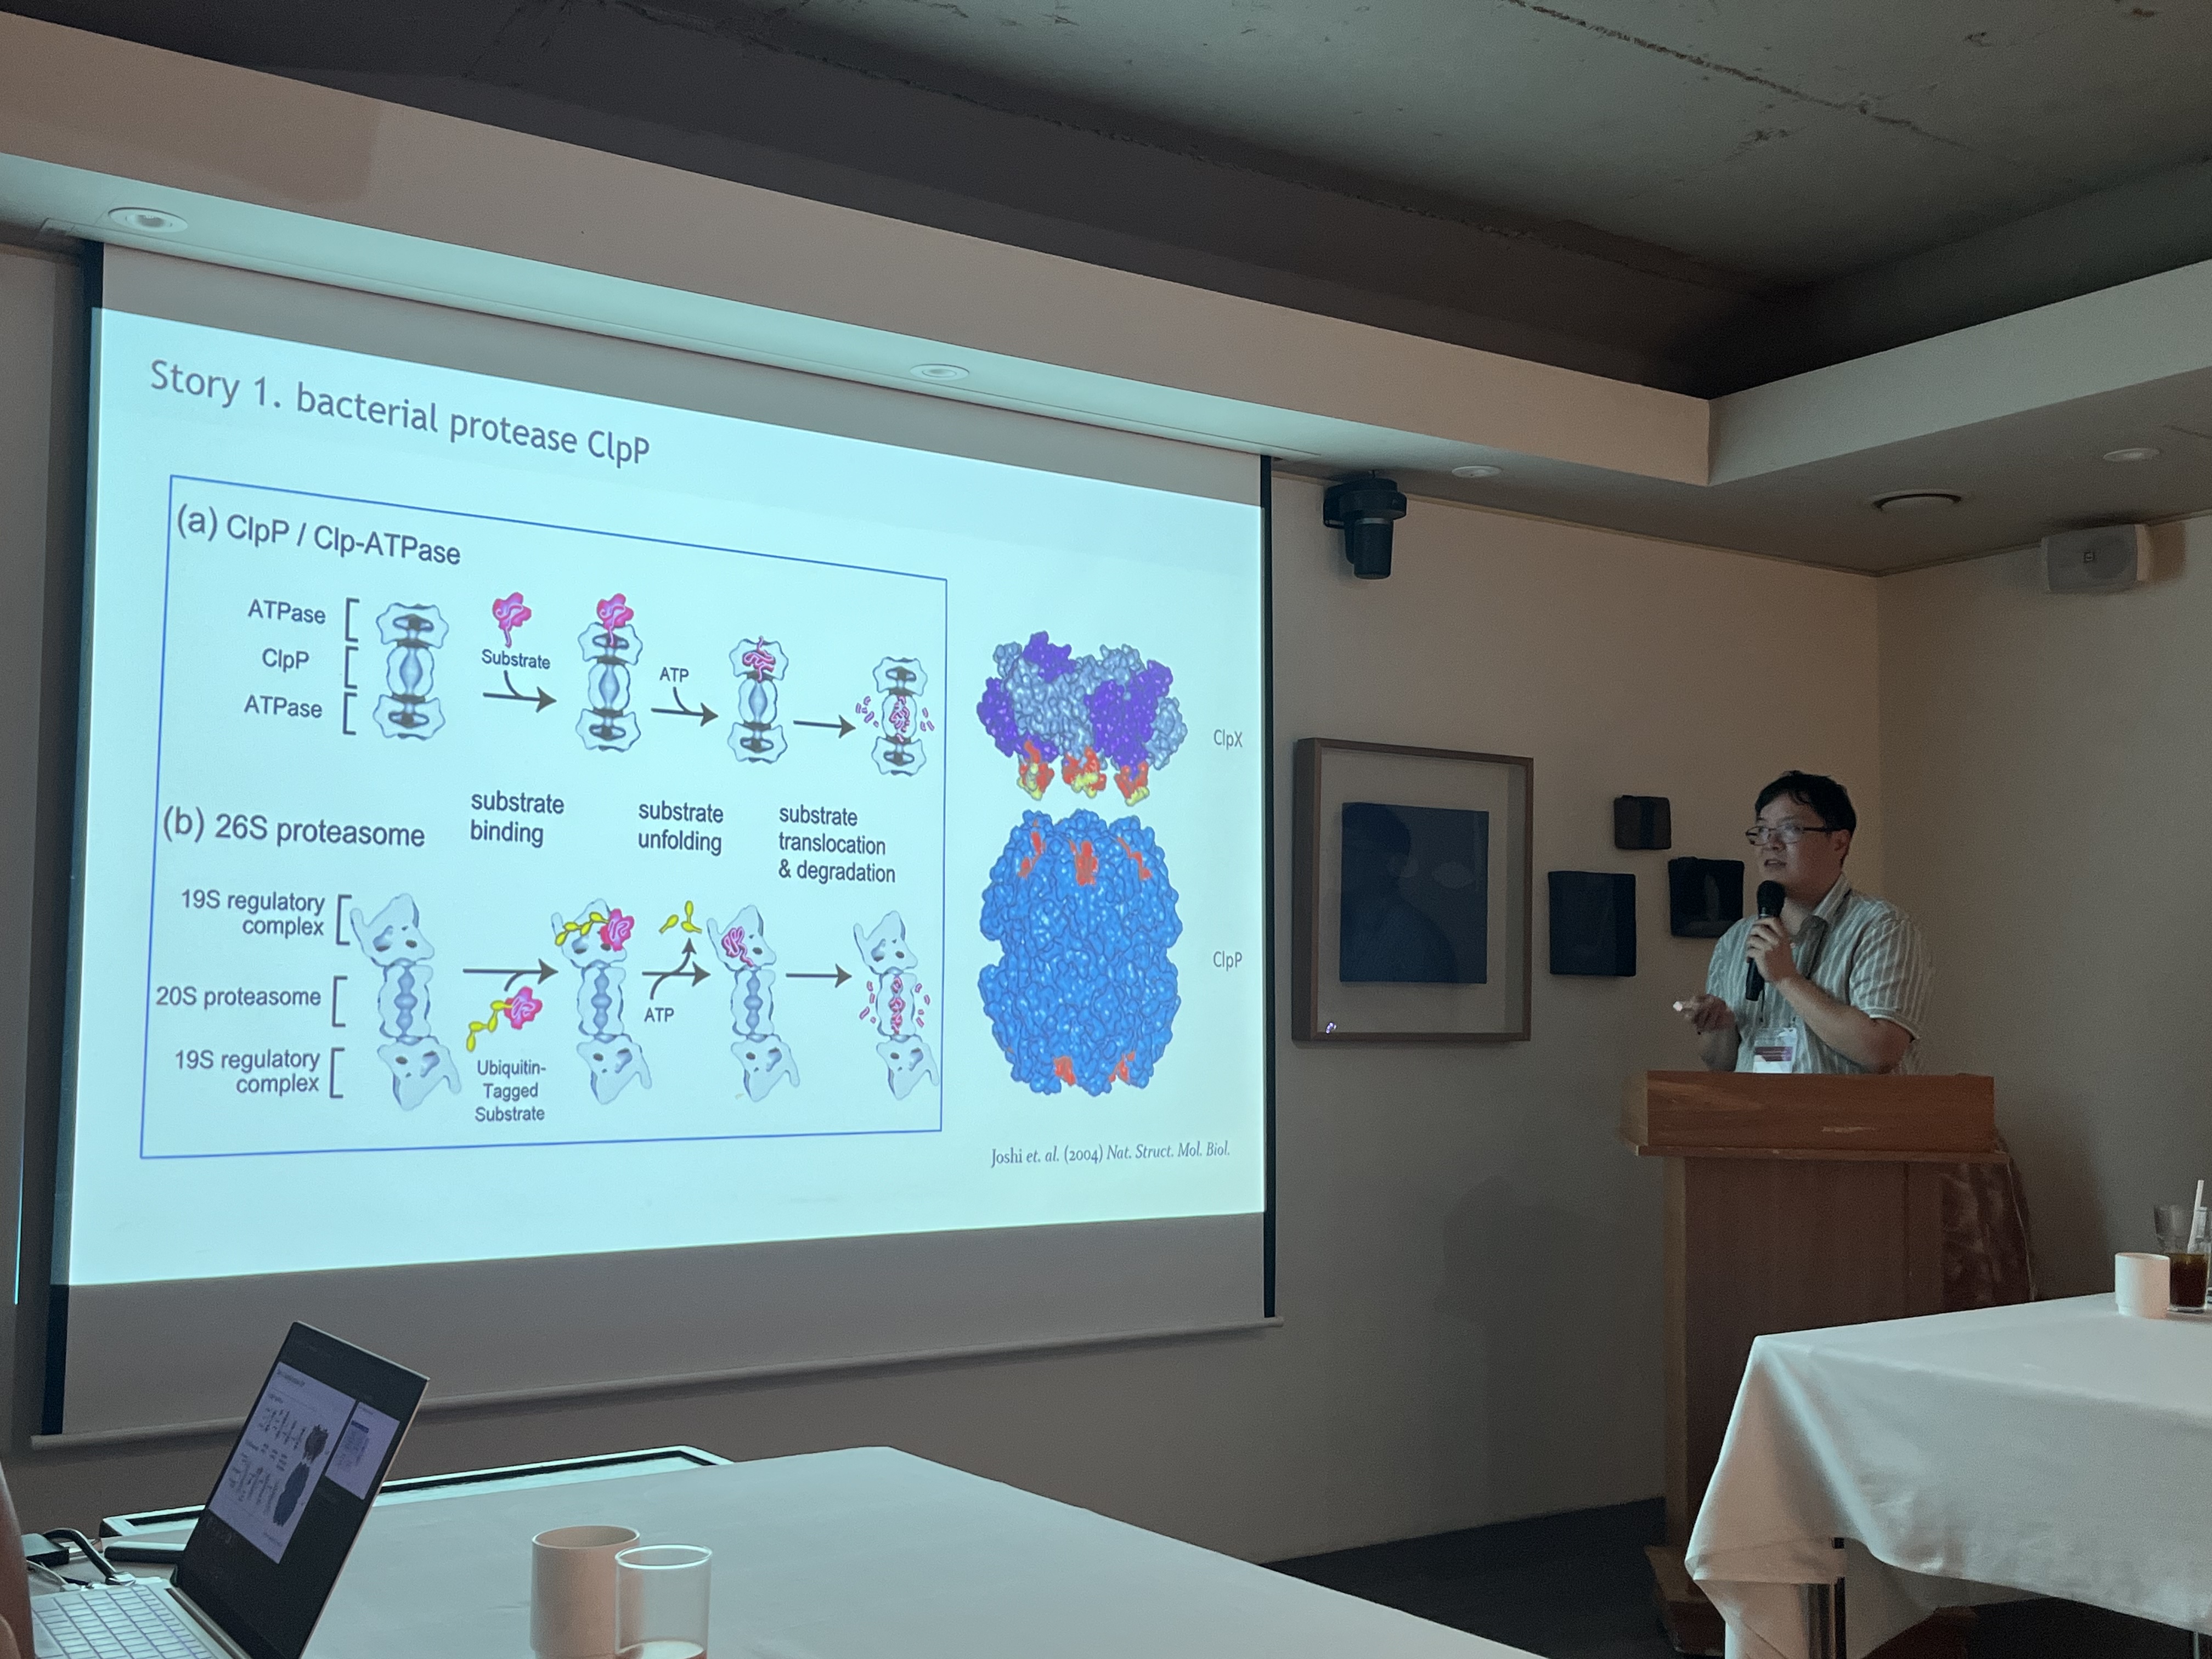 Story 1. bacterial protease ClpP
(a) ClpP / Clp-ATPase
ATPase
ClpP
ATPase
Substrate
ATP
substrate
binding
substrate
unfolding
substrate
translocation
& degradation
(b) 26S proteasome
19S regulatory
complex
20S proteasome
19S regulatory
complex
Ubiquitin-
Tagged
Substrate
ATP
ClpX
ClpP
Joshi et. al. (2004) Nat. Struct. Mol. Biol.